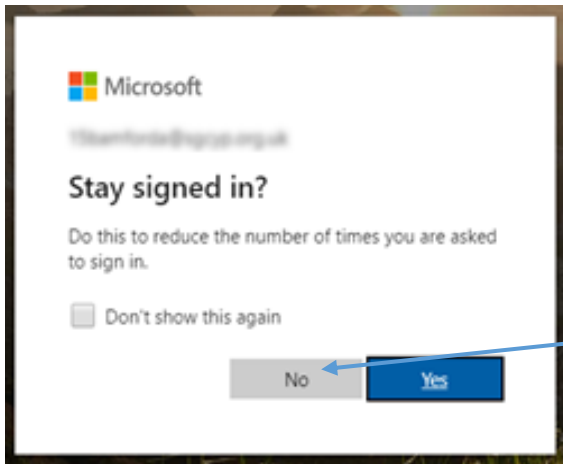 Microsoft
Stay signed in?
Do this to reduce the number of times you are asked
to sign in.
Don't show this again
No
Yes